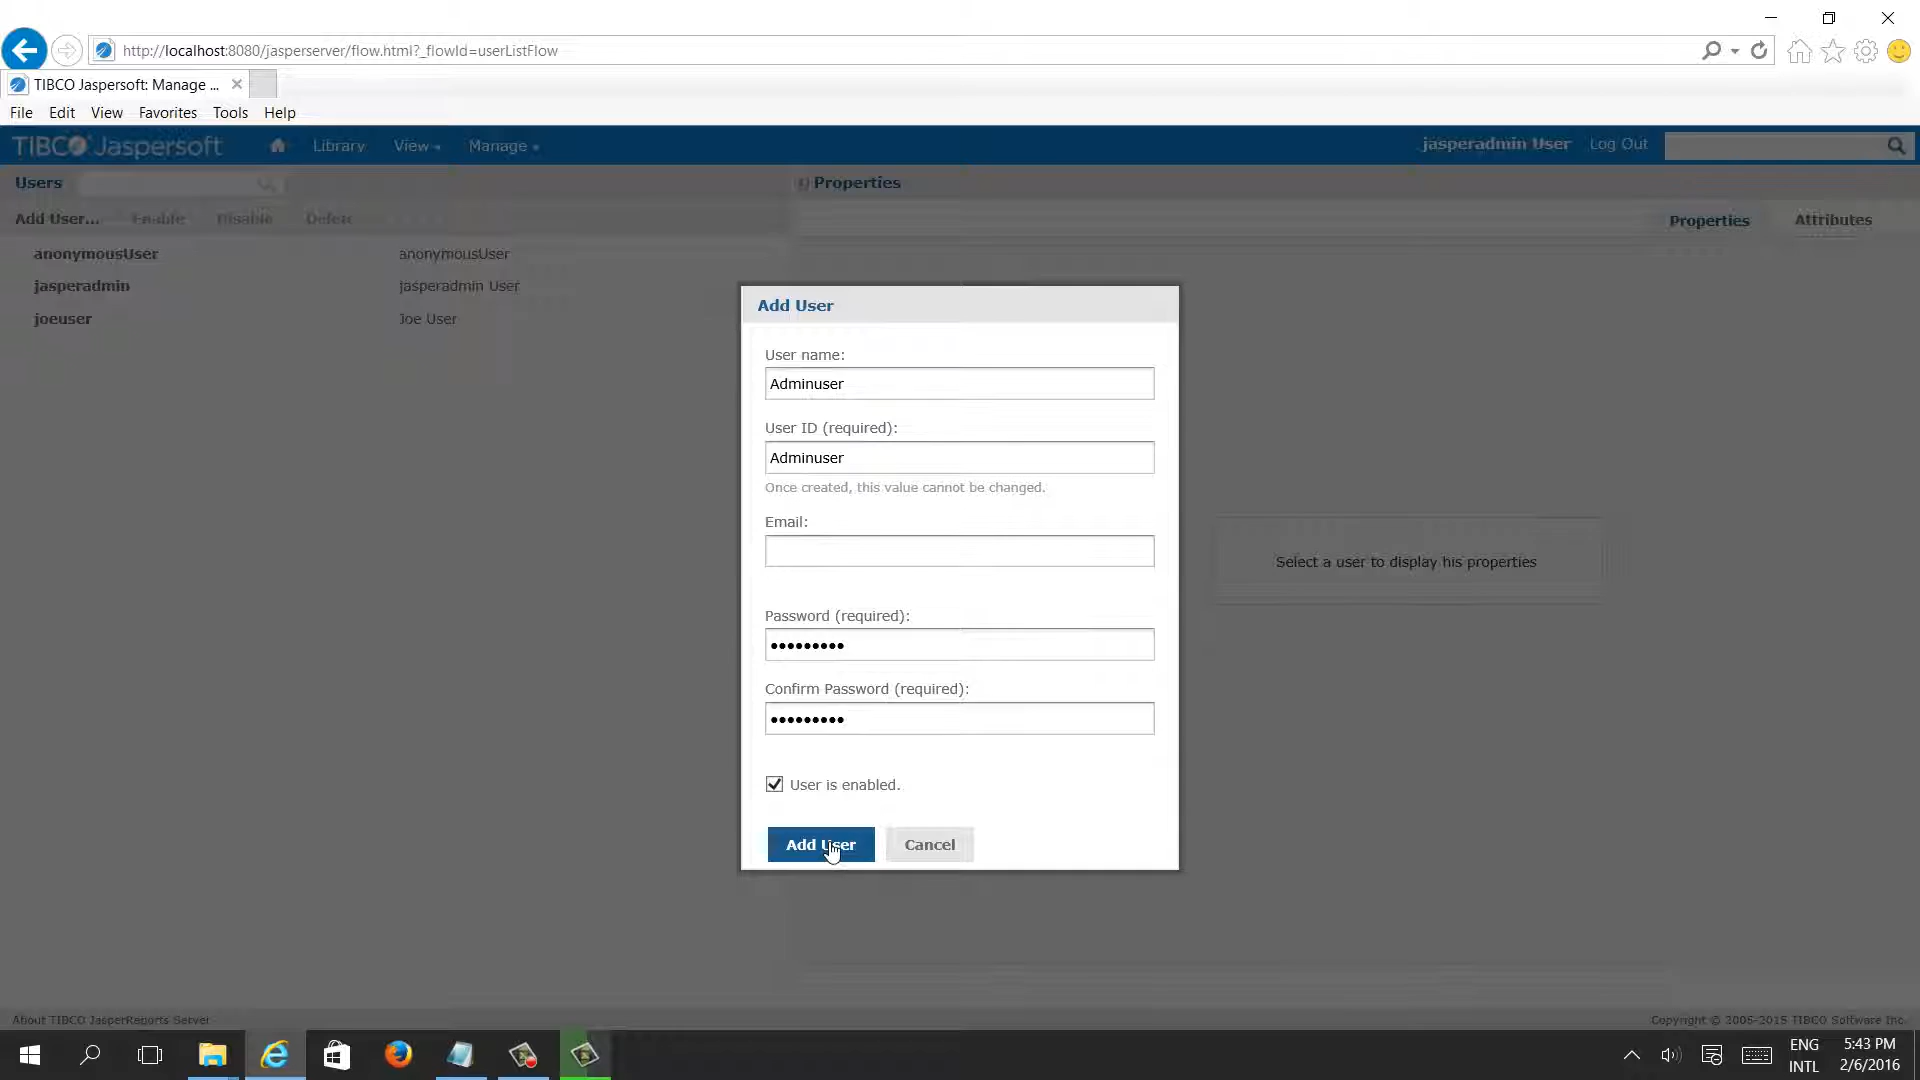 http://localhost:8080/jasperserver/flow.html?_flowId=userListFlow
TIBCO Jaspersoft: Manage ...
File Edit View Favorites Tools Help
TIBCO Jaspersoft Library View Manage jasperadmin User Log Out
Users Properties
Add User... Enable Disable Delete Properties Attributes
anonymousUser anonymousUser
jasperadmin jasperadmin User
joeuser Joe User
Add User
User name:
Adminuser
User ID (required):
Adminuser
Once created, this value cannot be changed.
Email:
Select a user to display his properties
Password (required):
•••••••••
Confirm Password (required):
•••••••••
User is enabled.
Add User Cancel
About TIBCO JasperReports Server Copyright © 2005-2015 TIBCO Software Inc.
ENG 5:43 PM
INTL 2/6/2016